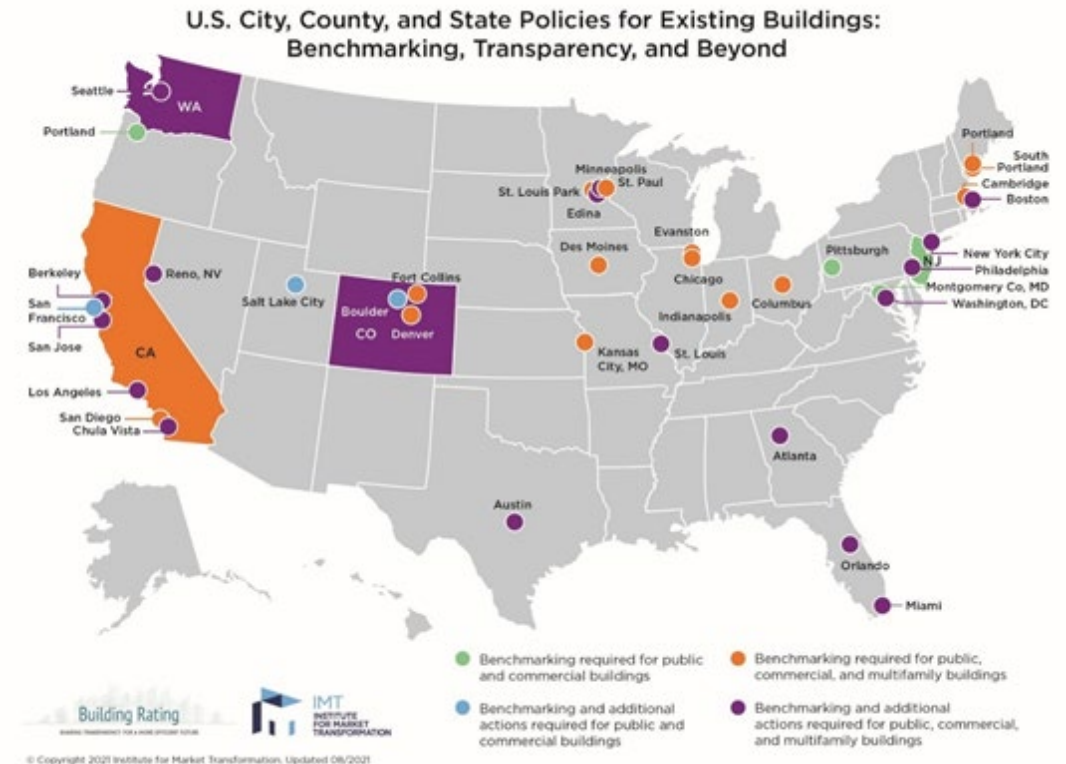 U.S. City, County, and State Policies for Existing Buildings:
Benchmarking, Transparency, and Beyond
Seattle
WA
Portland
Minneapolis
St. Louis Park
St. Paul
Edina
Portland
South
Portland
Cambridge
Boston
Evanston
Des Moines
Chicago
Pittsburgh
NJ
New York City
Philadelphia
Montgomery Co, MD
Washington, DC
Berkeley
Reno, NV
San
Francisco
San Jose
Salt Lake City
Fort Collins
Boulder
CO
Denver
Indianapolis
Columbus
CA
Kansas
City, MO
St. Louis
Los Angeles
San Diego
Chula Vista
Atlanta
Austin
Orlando
Miami
Benchmarking required for public
and commercial buildings
Benchmarking required for public,
commercial, and multifamily buildings
Benchmarking and additional
actions required for public and
commercial buildings
Benchmarking and additional
actions required for public, commercial,
and multifamily buildings
Building Rating
SHARING TRANSPARENCY FOR A MORE EFFICIENT FUTURE
IMT
INSTITUTE
FOR MARKET
TRANSFORMATION
© Copyright 2021 Institute for Market Transformation. Updated 08/2021